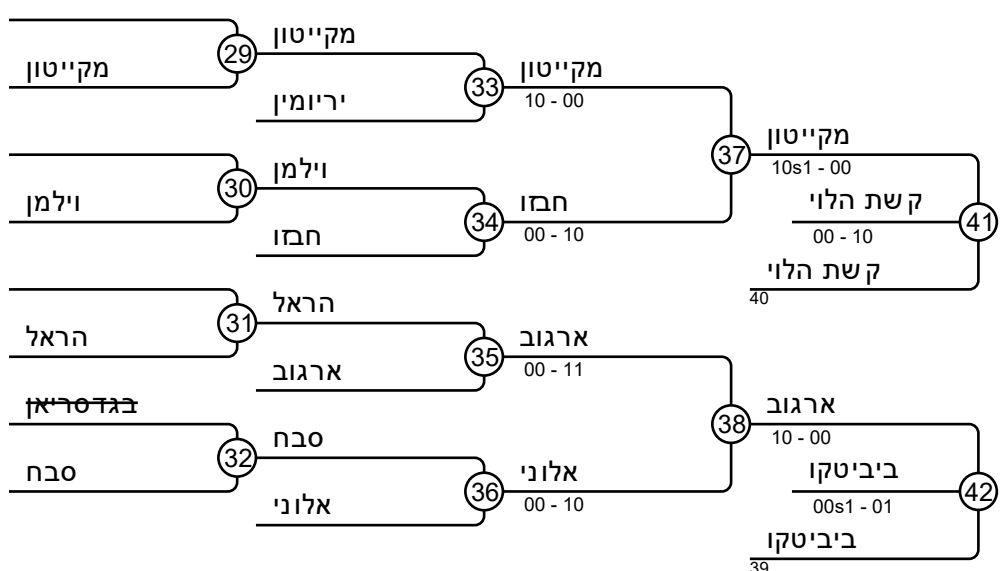 29
מקייטון
מקייטון
33
יריומין
מקייטון
10 - 00
30
וילמן
וילמן
34
חבזו
חבזו
00 - 10
37
מקייטון
10s1 - 00
קשת הלוי
00 - 10
41
קשת הלוי
40
31
הראל
הראל
35
ארגוב
ארגוב
00 - 11
בגדסריאן
32
סבח
סבח
36
אלוני
אלוני
00 - 10
38
ארגוב
10 - 00
ביביטקו
00s1 - 01
42
ביביטקו
39